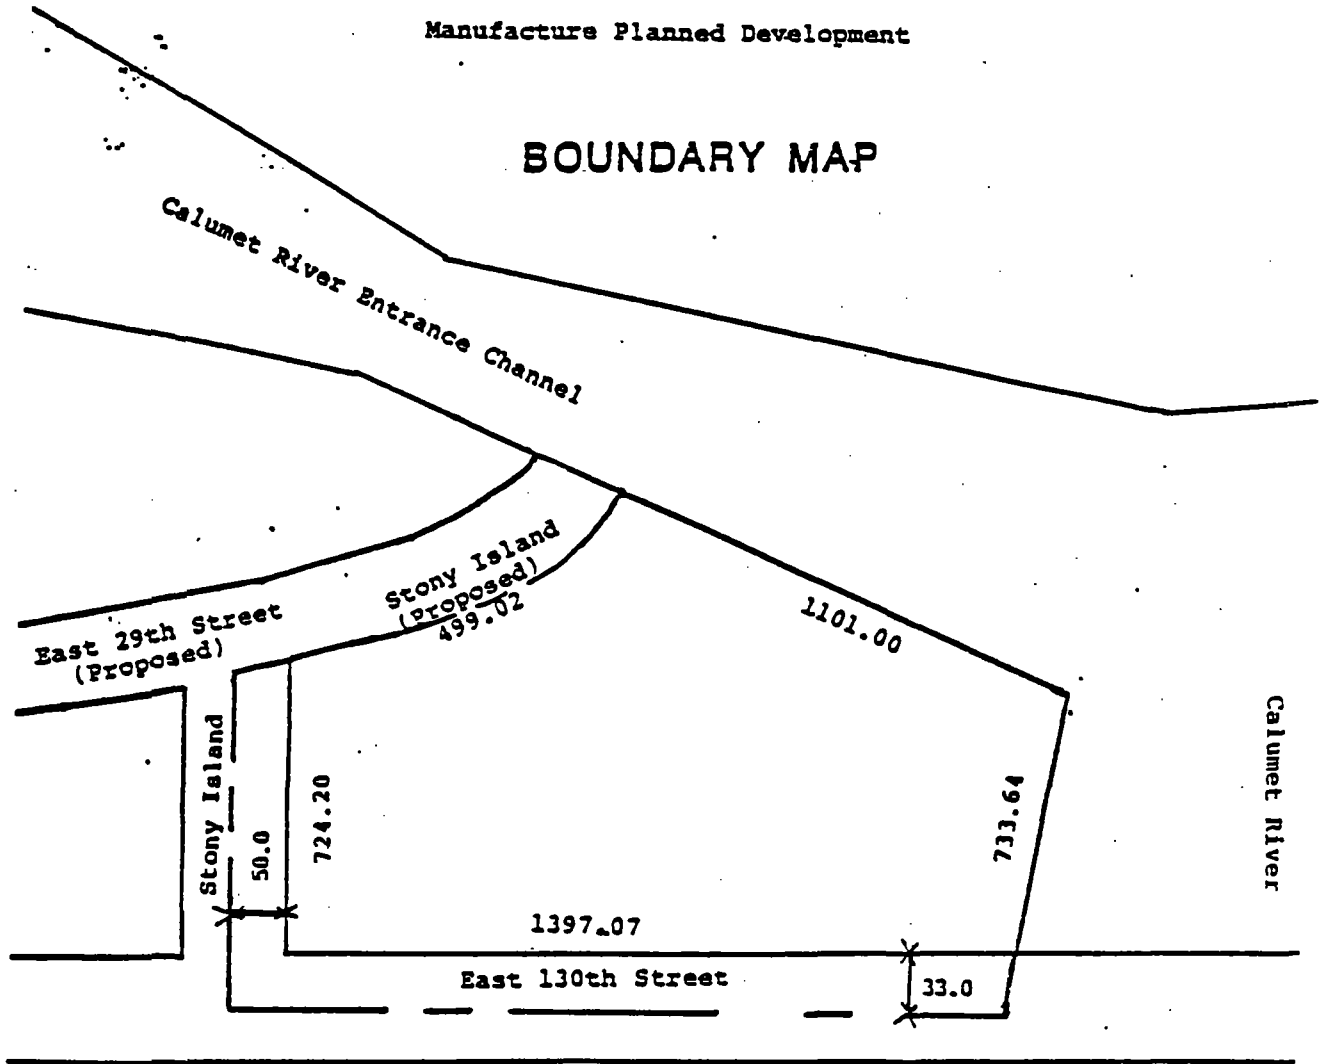 Manufacture Planned Development
BOUNDARY MAP
Calumet River Entrance Channel
Stony Island
(Proposed)
499.02
East 29th Street
(Proposed)
1101.00
Stony Island
50.0
724.20
733.64
Calumet River
1397.07
East 130th Street
33.0